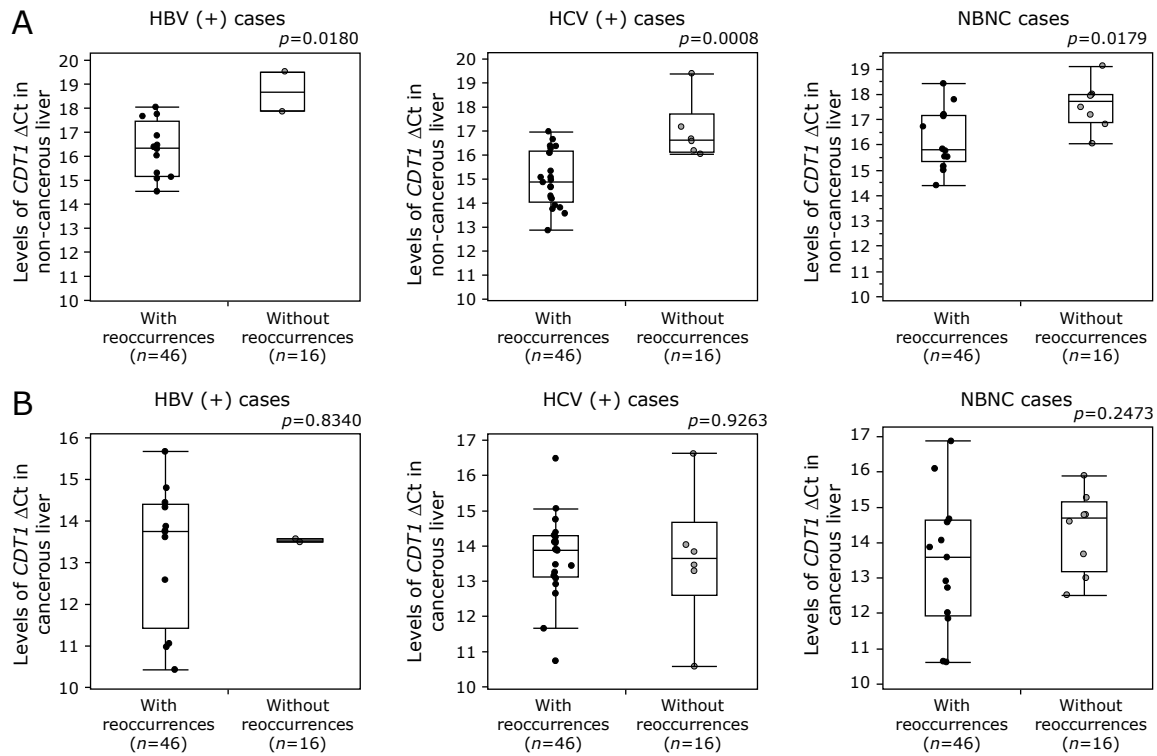 A
HBV (+) cases
p=0.0180
Levels of CDT1 ΔCt in
non-cancerous liver
20
19
18
17
16
15
14
13
12
11
10
With
reoccurrences
(n=46)
Without
reoccurrences
(n=16)
HCV (+) cases
p=0.0008
Levels of CDT1 ΔCt in
non-cancerous liver
20
19
18
17
16
15
14
13
12
11
10
With
reoccurrences
(n=46)
Without
reoccurrences
(n=16)
NBNC cases
p=0.0179
Levels of CDT1 ΔCt in
non-cancerous liver
19
18
17
16
15
14
13
12
11
10
With
reoccurrences
(n=46)
Without
reoccurrences
(n=16)
B
HBV (+) cases
p=0.8340
Levels of CDT1 ΔCt in
cancerous liver
16
15
14
13
12
11
10
With
reoccurrences
(n=46)
Without
reoccurrences
(n=16)
HCV (+) cases
p=0.9263
Levels of CDT1 ΔCt in
cancerous liver
17
16
15
14
13
12
11
10
With
reoccurrences
(n=46)
Without
reoccurrences
(n=16)
NBNC cases
p=0.2473
Levels of CDT1 ΔCt in
cancerous liver
17
16
15
14
13
12
11
10
With
reoccurrences
(n=46)
Without
reoccurrences
(n=16)